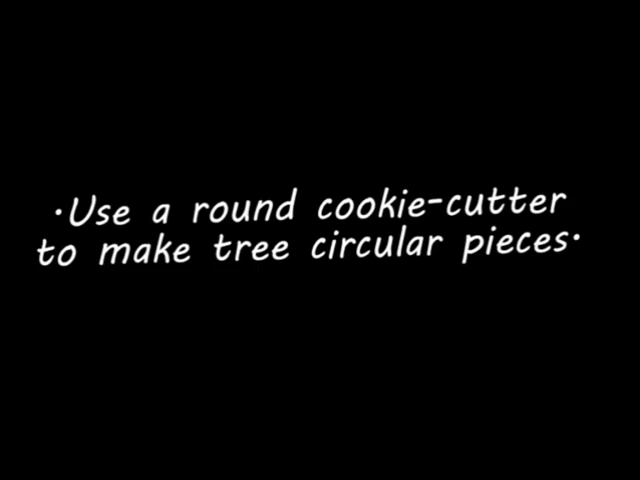 ·Use a round cookie-cutter
to make tree circular pieces·